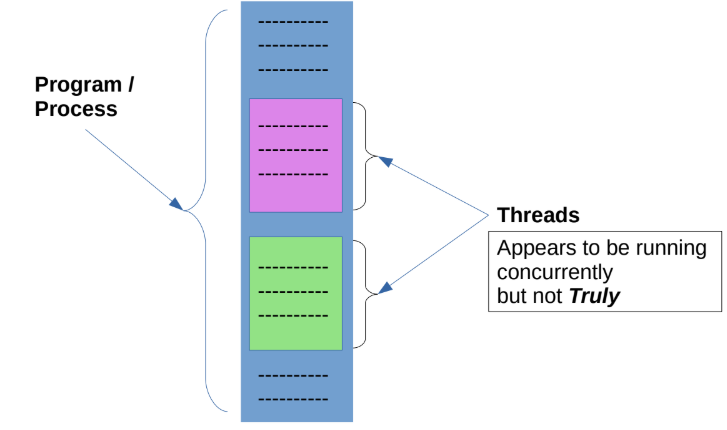 Program /
Process
Threads
Appears to be running
concurrently
but not Truly